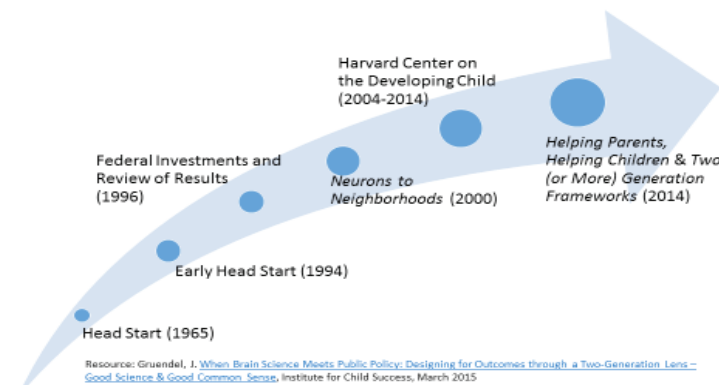 Harvard Center on
the Developing Child
(2004-2014)
Helping Parents,
Helping Children & Two
(or More) Generation
Frameworks (2014)
Federal Investments and
Review of Results
(1996)
Neurons to
Neighborhoods (2000)
Early Head Start (1994)
Head Start (1965)
Resource: Gruendel, J. When Brain Science Meets Public Policy: Designing for Outcomes through a Two-Generation Lens –
Good Science & Good Common Sense, Institute for Child Success, March 2015